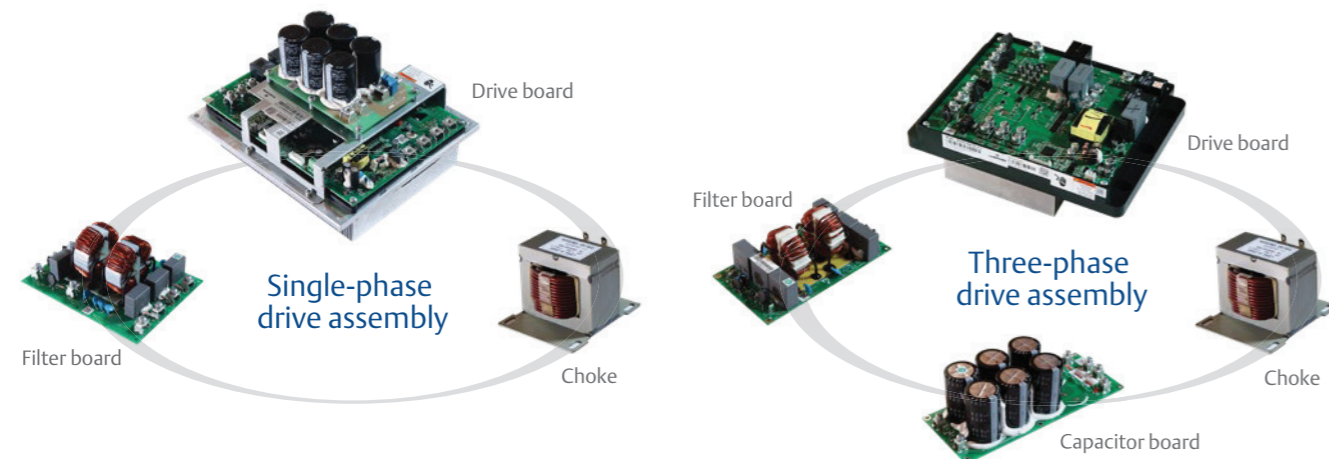 Drive board
Filter board
Single-phase
drive assembly
Choke
Drive board
Filter board
Three-phase
drive assembly
Choke
Capacitor board